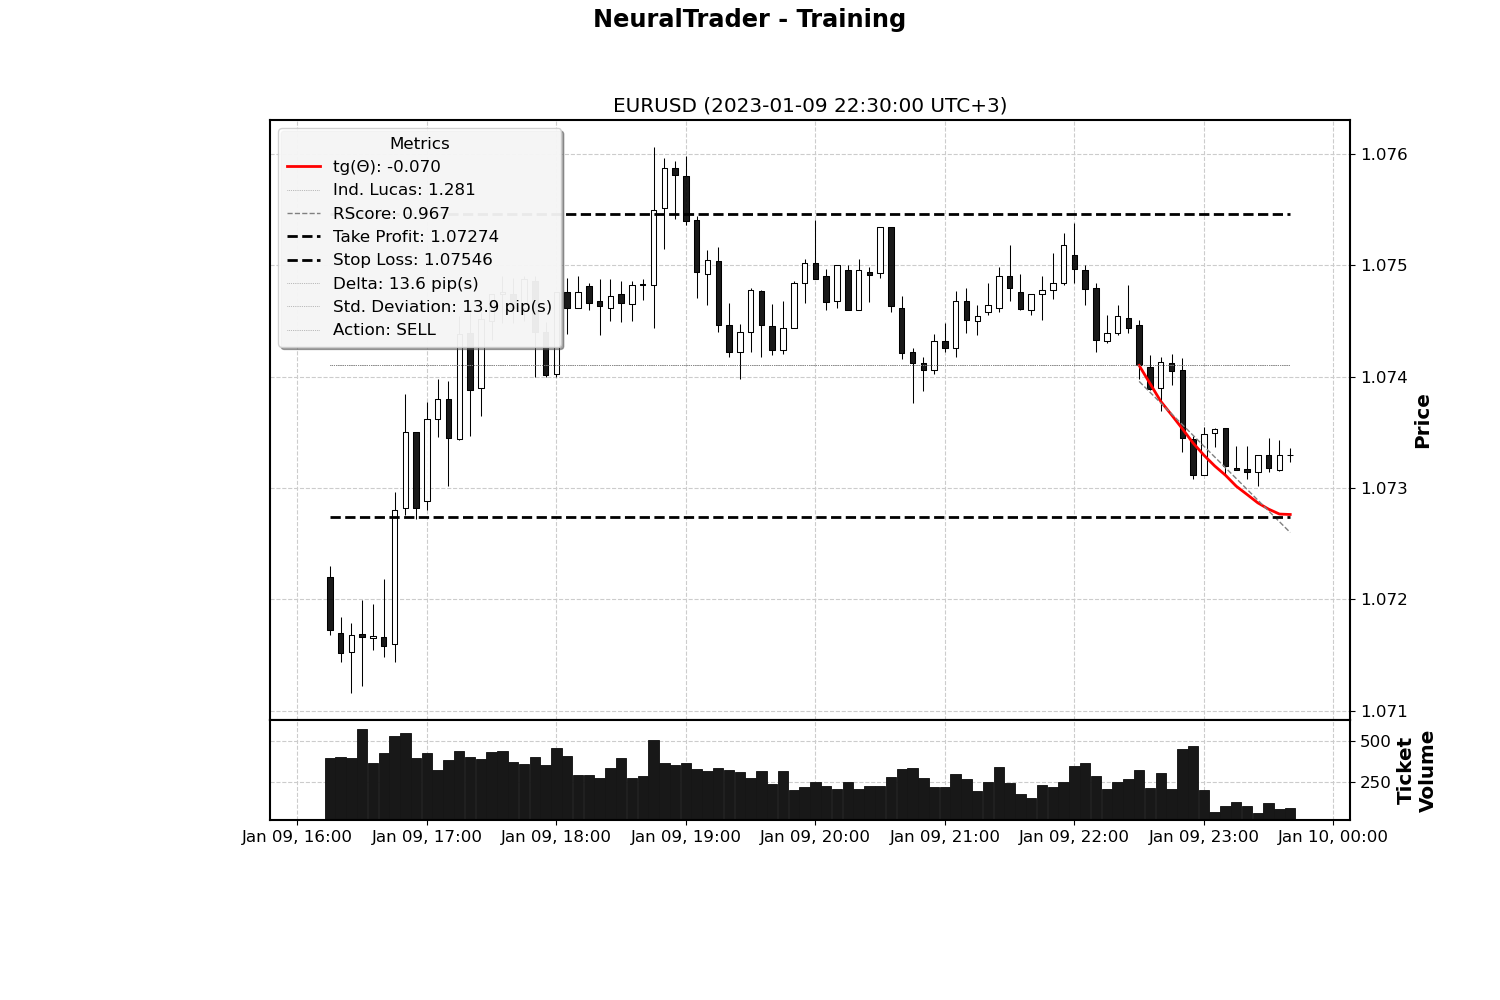 NeuralTrader - Training
EURUSD (2023-01-09 22:30:00 UTC+3)
Metrics
tg(Θ): -0.070
Ind. Lucas: 1.281
RScore: 0.967
Take Profit: 1.07274
Stop Loss: 1.07546
Delta: 13.6 pip(s)
Std. Deviation: 13.9 pip(s)
Action: SELL
1.076
1.075
1.074
1.073
1.072
1.071
Price
500
250
Ticket
Volume
Jan 09, 16:00
Jan 09, 17:00
Jan 09, 18:00
Jan 09, 19:00
Jan 09, 20:00
Jan 09, 21:00
Jan 09, 22:00
Jan 09, 23:00
Jan 10, 00:00